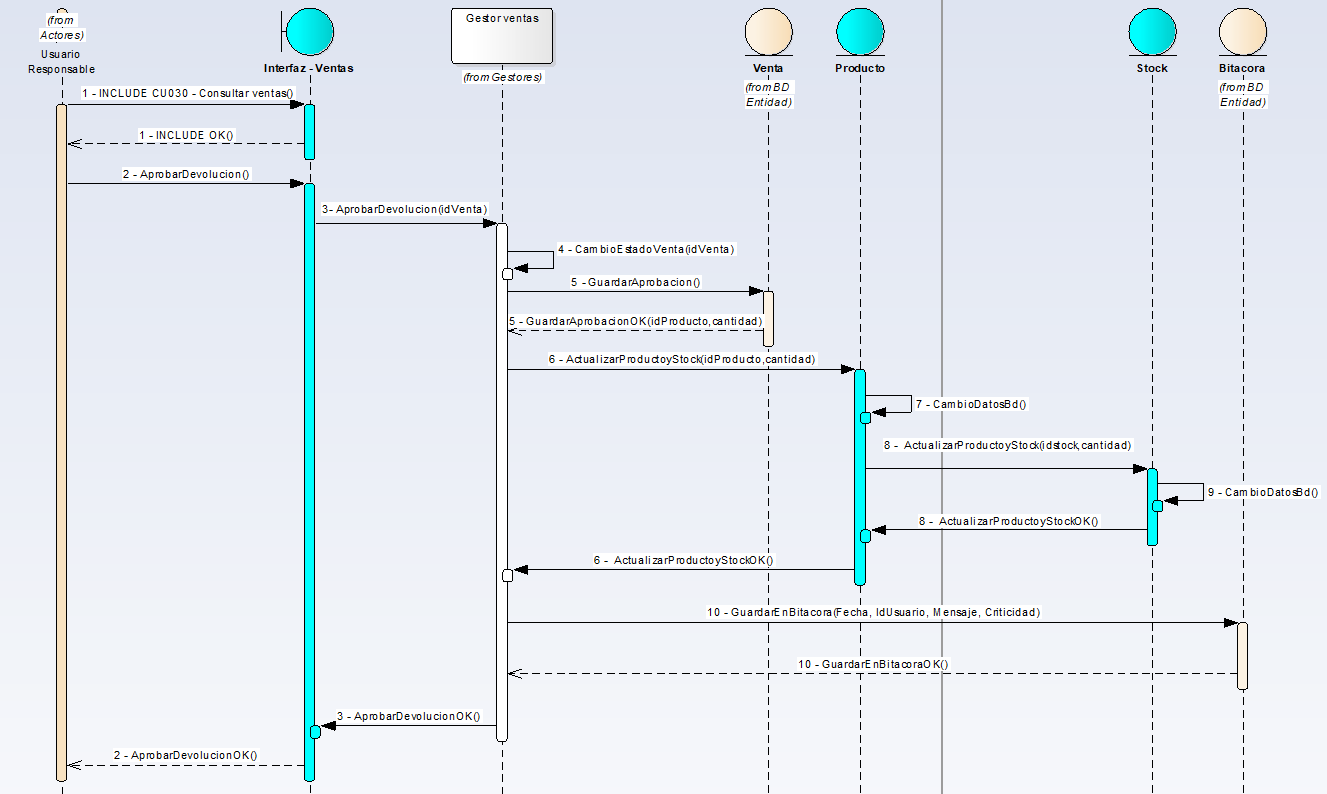 (from
Actores)
Usuario
Responsable
Interfaz - Ventas
Gestor ventas
(from Gestores)
Venta
(from BD
Entidad)
Producto
Stock
Bitacora
(from BD
Entidad)
1 - INCLUDE CU030 - Consultar ventas()
1 - INCLUDE OK()
2 - AprobarDevolucion()
3- AprobarDevolucion(idVenta)
4 - CambioEstadoVenta(idVenta)
5 - GuardarAprobacion()
5 - GuardarAprobacionOK(idProducto,cantidad)
6 - ActualizarProductoyStock(idProducto,cantidad)
7 - CambioDatosBd()
8 - ActualizarProductoyStock(idstock,cantidad)
9 - CambioDatosBd()
8 - ActualizarProductoyStockOK()
6 - ActualizarProductoyStockOK()
10 - GuardarEnBitacora(Fecha, IdUsuario, Mensaje, Criticidad)
10 - GuardarEnBitacoraOK()
3 - AprobarDevolucionOK()
2 - AprobarDevolucionOK()